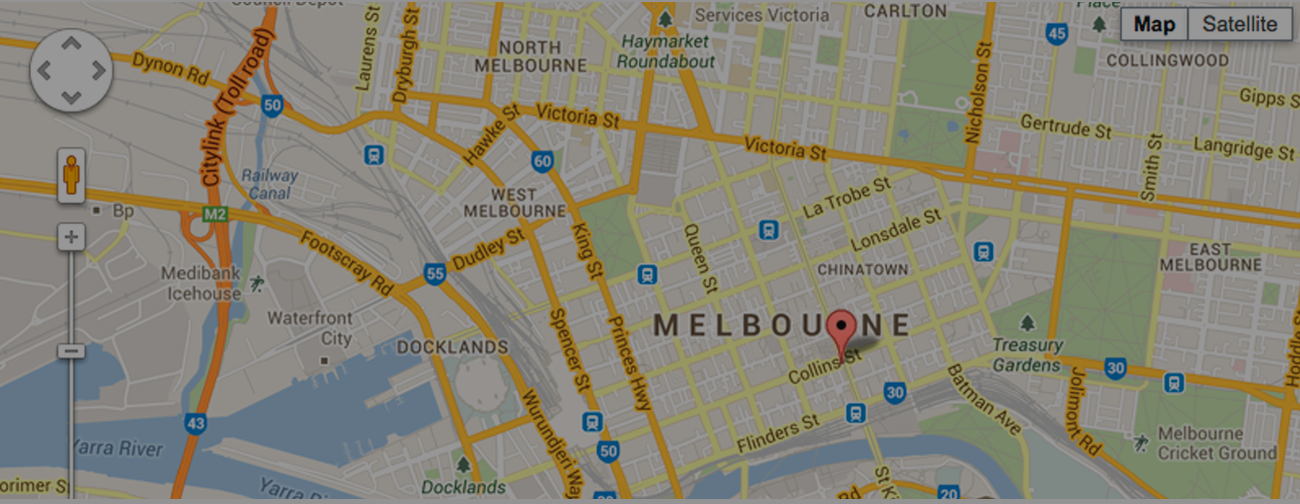 Council Depot
Services Victoria
CARLTON
Place
Map
Satellite
Laurens St
Dryburgh St
NORTH
MELBOURNE
Haymarket
Roundabout
45
COLLINGWOOD
Dynon Rd
Citylink (Toll road)
50
Nicholson St
Gipps S
Hawke St
Victoria St
Gertrude St
Victoria St
Langridge St
Smith St
60
Railway
Canal
WEST
MELBOURNE
La Trobe St
Bp
M2
Lonsdale St
Footscray Rd
Dudley St
King St
Queen St
EAST
MELBOURNE
CHINATOWN
Medibank
Icehouse
55
Waterfront
City
DOCKLANDS
Spencer St
Princes Hwy
MELBOU NE
Collins St
Treasury
Gardens
30
30
Batman Ave
Jolimont Rd
Hoddle
43
Wurundjeri Way
Flinders St
50
Yarra River
Melbourne
Cricket Ground
orimer S
Yarra Ri
Docklands
St Ki
Rd
20